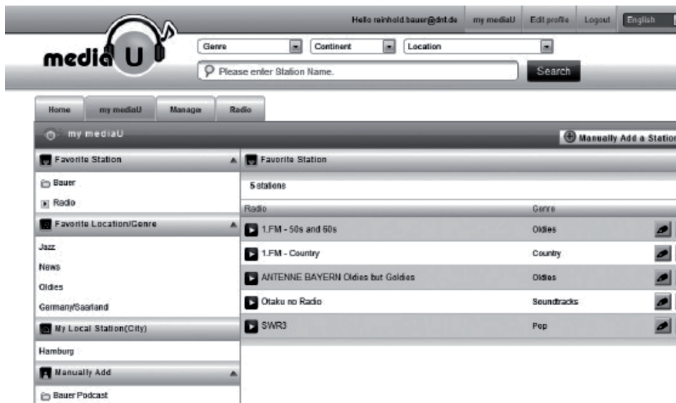 Hello reinhold.bauer@dnt.de my mediaU Edit profile Logout English
media U
Genre Continent Location
Please enter Station Name. Search
Home my mediaU Manage Radio
my mediaU
Manually Add a Station
Favorite Station
Bauer
Radio
Favorite Location/Genre
Jazz
News
Oldies
Germany/Saarland
My Local Station(City)
Hamburg
Manually Add
Bauer Podcast
Favorite Station
5 stations
Radio Genre
1.FM - 50s and 60s Oldies
1.FM - Country Country
ANTENNE BAYERN Oldies but Goldies Oldies
Otaku no Radio Soundtracks
SWR3 Pop